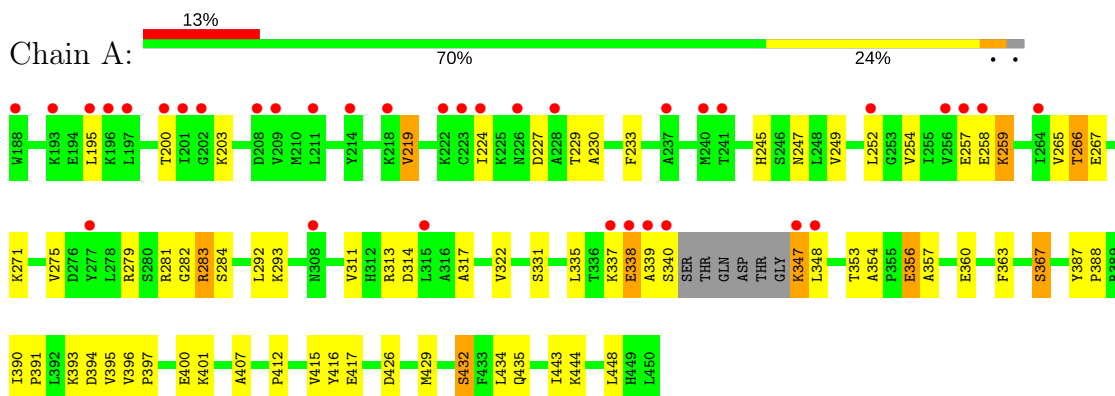 13%
Chain A:
70% 24% • •
W188 K193 E194 L195 K196 L197 T200 I201 G202 K203 D208 V209 M210 L211 Y214 K218 V219 K222 C223 I224 K225 N226 D227 A228 T229 A230 F233 A237 M240 T241 H245 S246 N247 L248 V249 L252 G253 V254 I255 V256 E257 E258 K259 I264 V265 T266 E267
K271 V275 D276 Y277 L278 R279 S280 R281 G282 R283 S284 L292 K293 N308 V311 H312 R313 D314 L315 A316 A317 V322 S331 L335 T336 K337 E338 A339 S340 SER THR GLN ASP THR GLY K347 L348 T353 A354 P355 E356 A357 E360 F363 S367 Y387 P388 R389
I390 P391 L392 K393 D394 V395 V396 P397 E400 K401 A407 P412 V415 Y416 E417 D426 M429 S432 F433 L434 Q435 I443 K444 L448 H449 L450